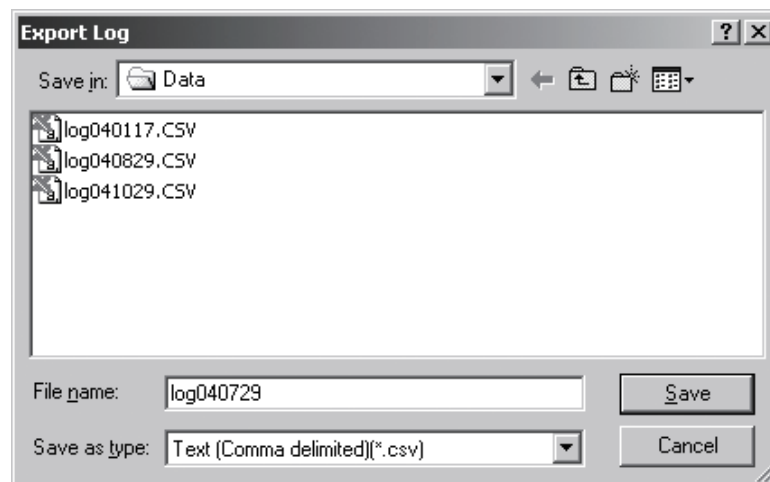 Export Log
Save in: Data
log040117.CSV
log040829.CSV
log041029.CSV
File name: log040729 Save
Save as type: Text (Comma delimited)(*.csv) Cancel